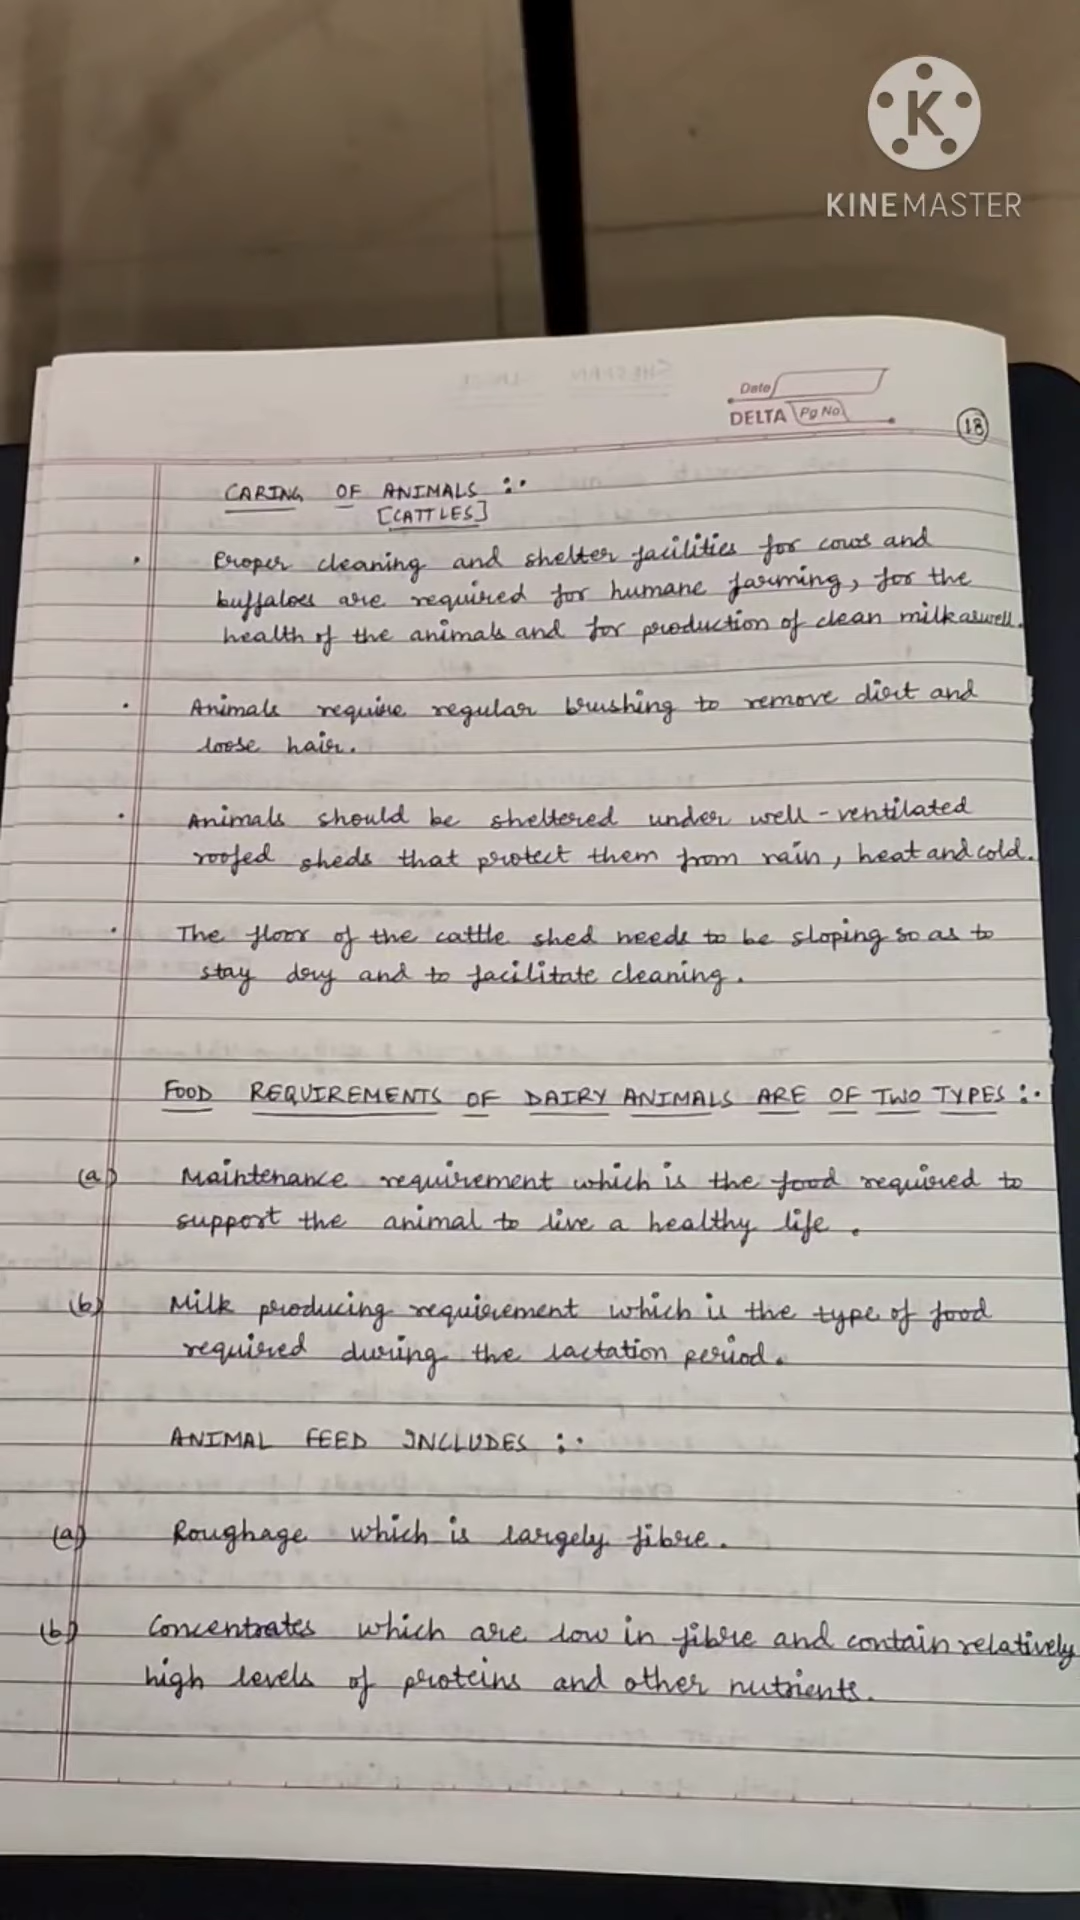 K
KINEMASTER
Date
DELTA Pg No
18
CARING OF ANIMALS :•
[CATTLES]
• Proper cleaning and shelter facilities for cows and
buffaloes are required for humane farming, for the
health of the animals and for production of clean milk aswell.
• Animals require regular brushing to remove dirt and
loose hair.
• Animals should be sheltered under well-ventilated
roofed sheds that protect them from rain, heat and cold.
• The floor of the cattle shed needs to be sloping so as to
stay dry and to facilitate cleaning.
FOOD REQUIREMENTS OF DAIRY ANIMALS ARE OF TWO TYPES :•
(a) Maintenance requirement which is the food required to
support the animal to live a healthy life.
(b) Milk producing requirement which is the type of food
required during the lactation period.
ANIMAL FEED INCLUDES :•
(a) Roughage which is largely fibre.
(b) Concentrates which are low in fibre and contain relatively
high levels of proteins and other nutrients.